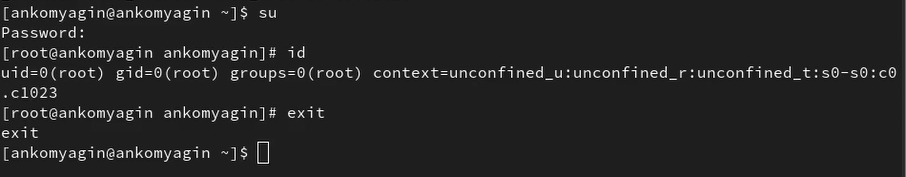 [ankomyagin@ankomyagin ~]$ su
Password:
[root@ankomyagin ankomyagin]# id
uid=0(root) gid=0(root) groups=0(root) context=unconfined_u:unconfined_r:unconfined_t:s0-s0:c0
.c1023
[root@ankomyagin ankomyagin]# exit
exit
[ankomyagin@ankomyagin ~]$